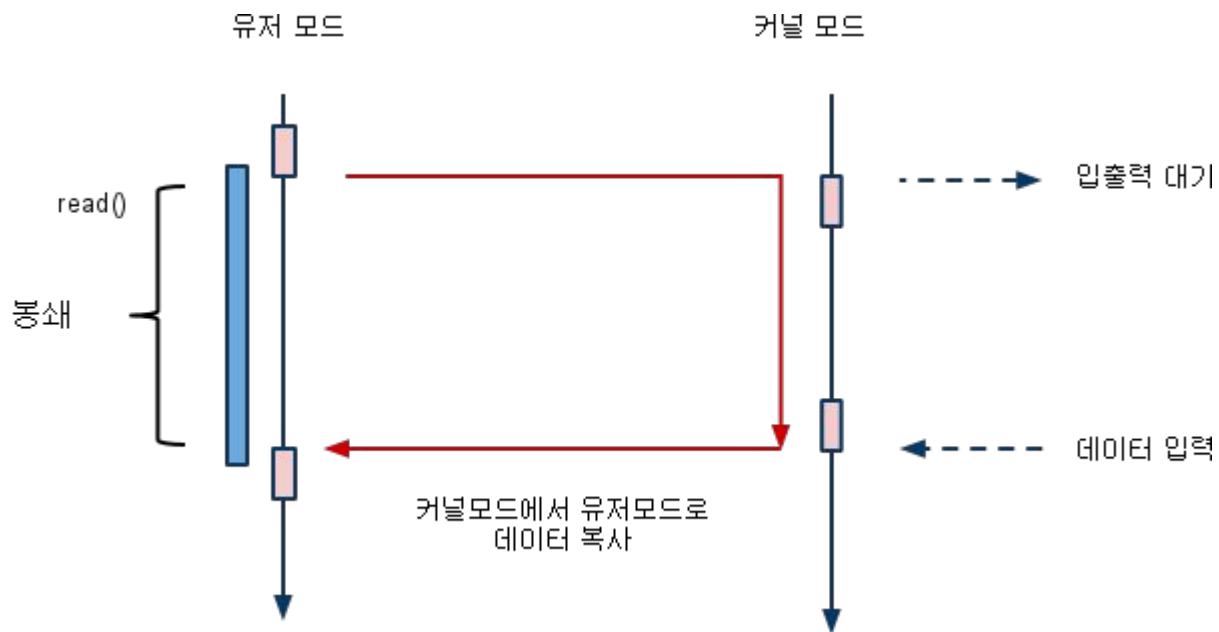 유저 모드
커널 모드
입출력 대기
read()
봉쇄
데이터 입력
커널모드에서 유저모드로
데이터 복사